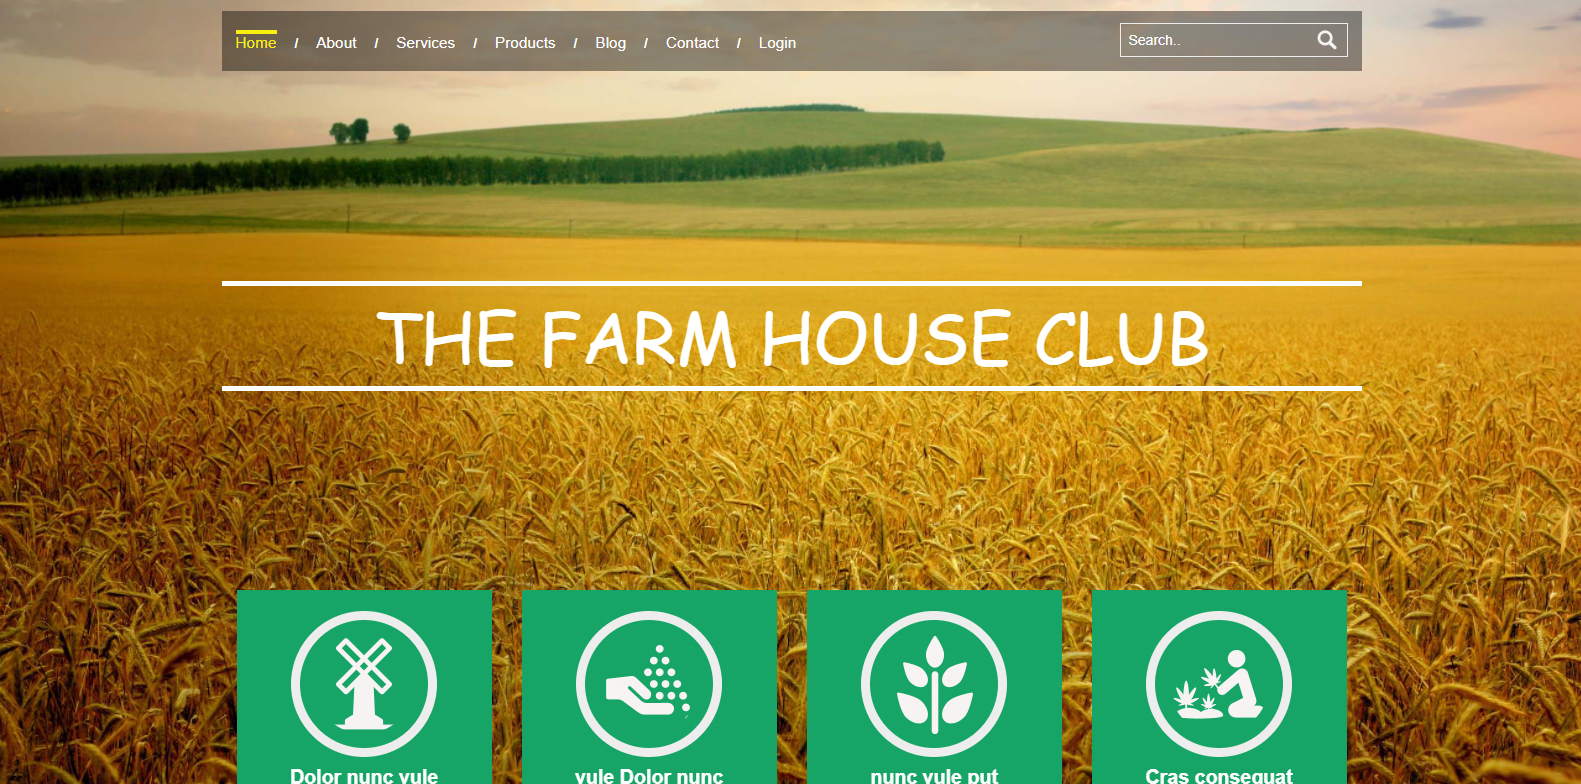 Home / About / Services / Products / Blog / Contact / Login
Search..
THE FARM HOUSE CLUB
Dolor nunc vule
vule Dolor nunc
nunc vule put
Cras consequat